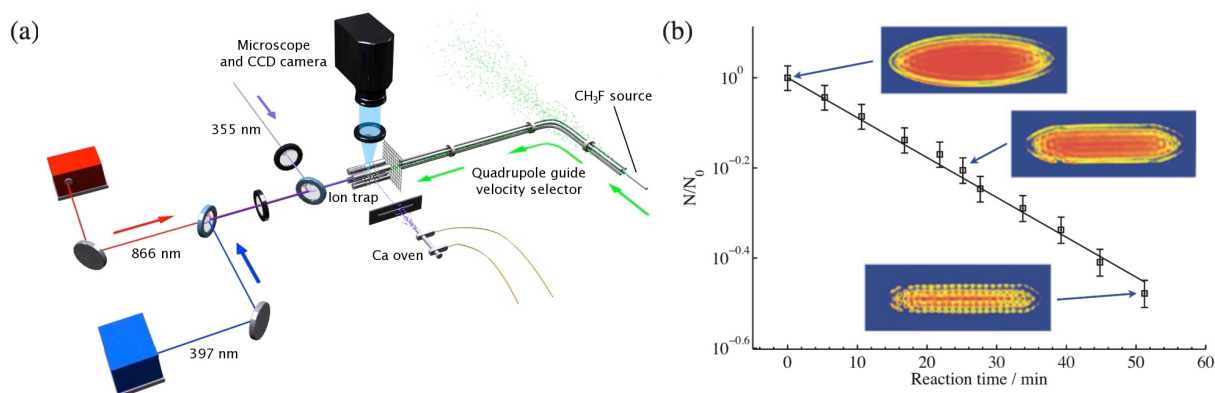 (a)
Microscope
and CCD camera
CH₃F source
355 nm
Quadrupole guide
velocity selector
Ion trap
866 nm
Ca oven
397 nm
(b)
N/N₀
10⁰
10⁻⁰·²
10⁻⁰·⁴
10⁻⁰·⁶
0 10 20 30 40 50 60
Reaction time / min